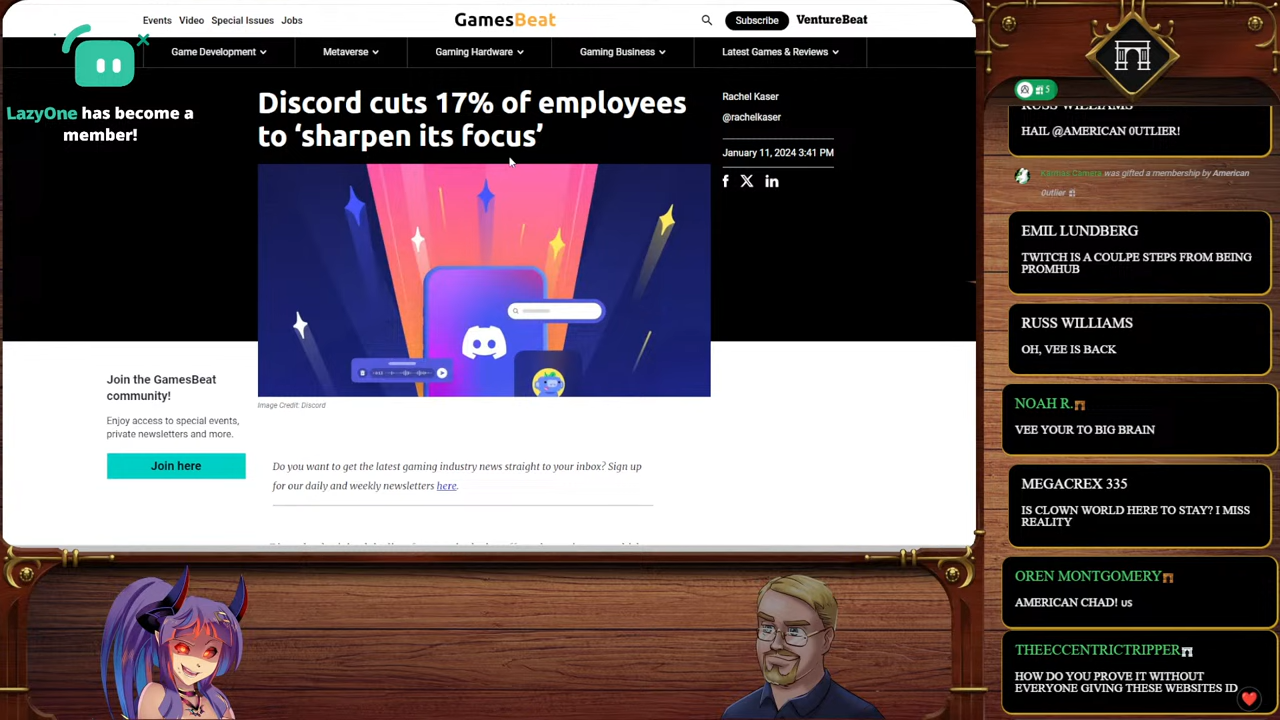 Events Video Special Issues Jobs
GamesBeat
Subscribe
VentureBeat
Game Development
Metaverse
Gaming Hardware
Gaming Business
Latest Games & Reviews
LazyOne has become a
member!
Discord cuts 17% of employees
to ‘sharpen its focus’
Rachel Kaser
@rachelkaser
January 11, 2024 3:41 PM
Image Credit: Discord
Join the GamesBeat
community!
Enjoy access to special events,
private newsletters and more.
Join here
Do you want to get the latest gaming industry news straight to your inbox? Sign up
for our daily and weekly newsletters here.
5
RUSS WILLIAMS
HAIL @AMERICAN 0UTLIER!
Karma's Camera was gifted a membership by American
0utlier
EMIL LUNDBERG
TWITCH IS A COULPE STEPS FROM BEING
PROMHUB
RUSS WILLIAMS
OH, VEE IS BACK
NOAH R.
VEE YOUR TO BIG BRAIN
MEGACREX 335
IS CLOWN WORLD HERE TO STAY? I MISS
REALITY
OREN MONTGOMERY
AMERICAN CHAD! us
THEECCENTRICTRIPPER
HOW DO YOU PROVE IT WITHOUT
EVERYONE GIVING THESE WEBSITES ID